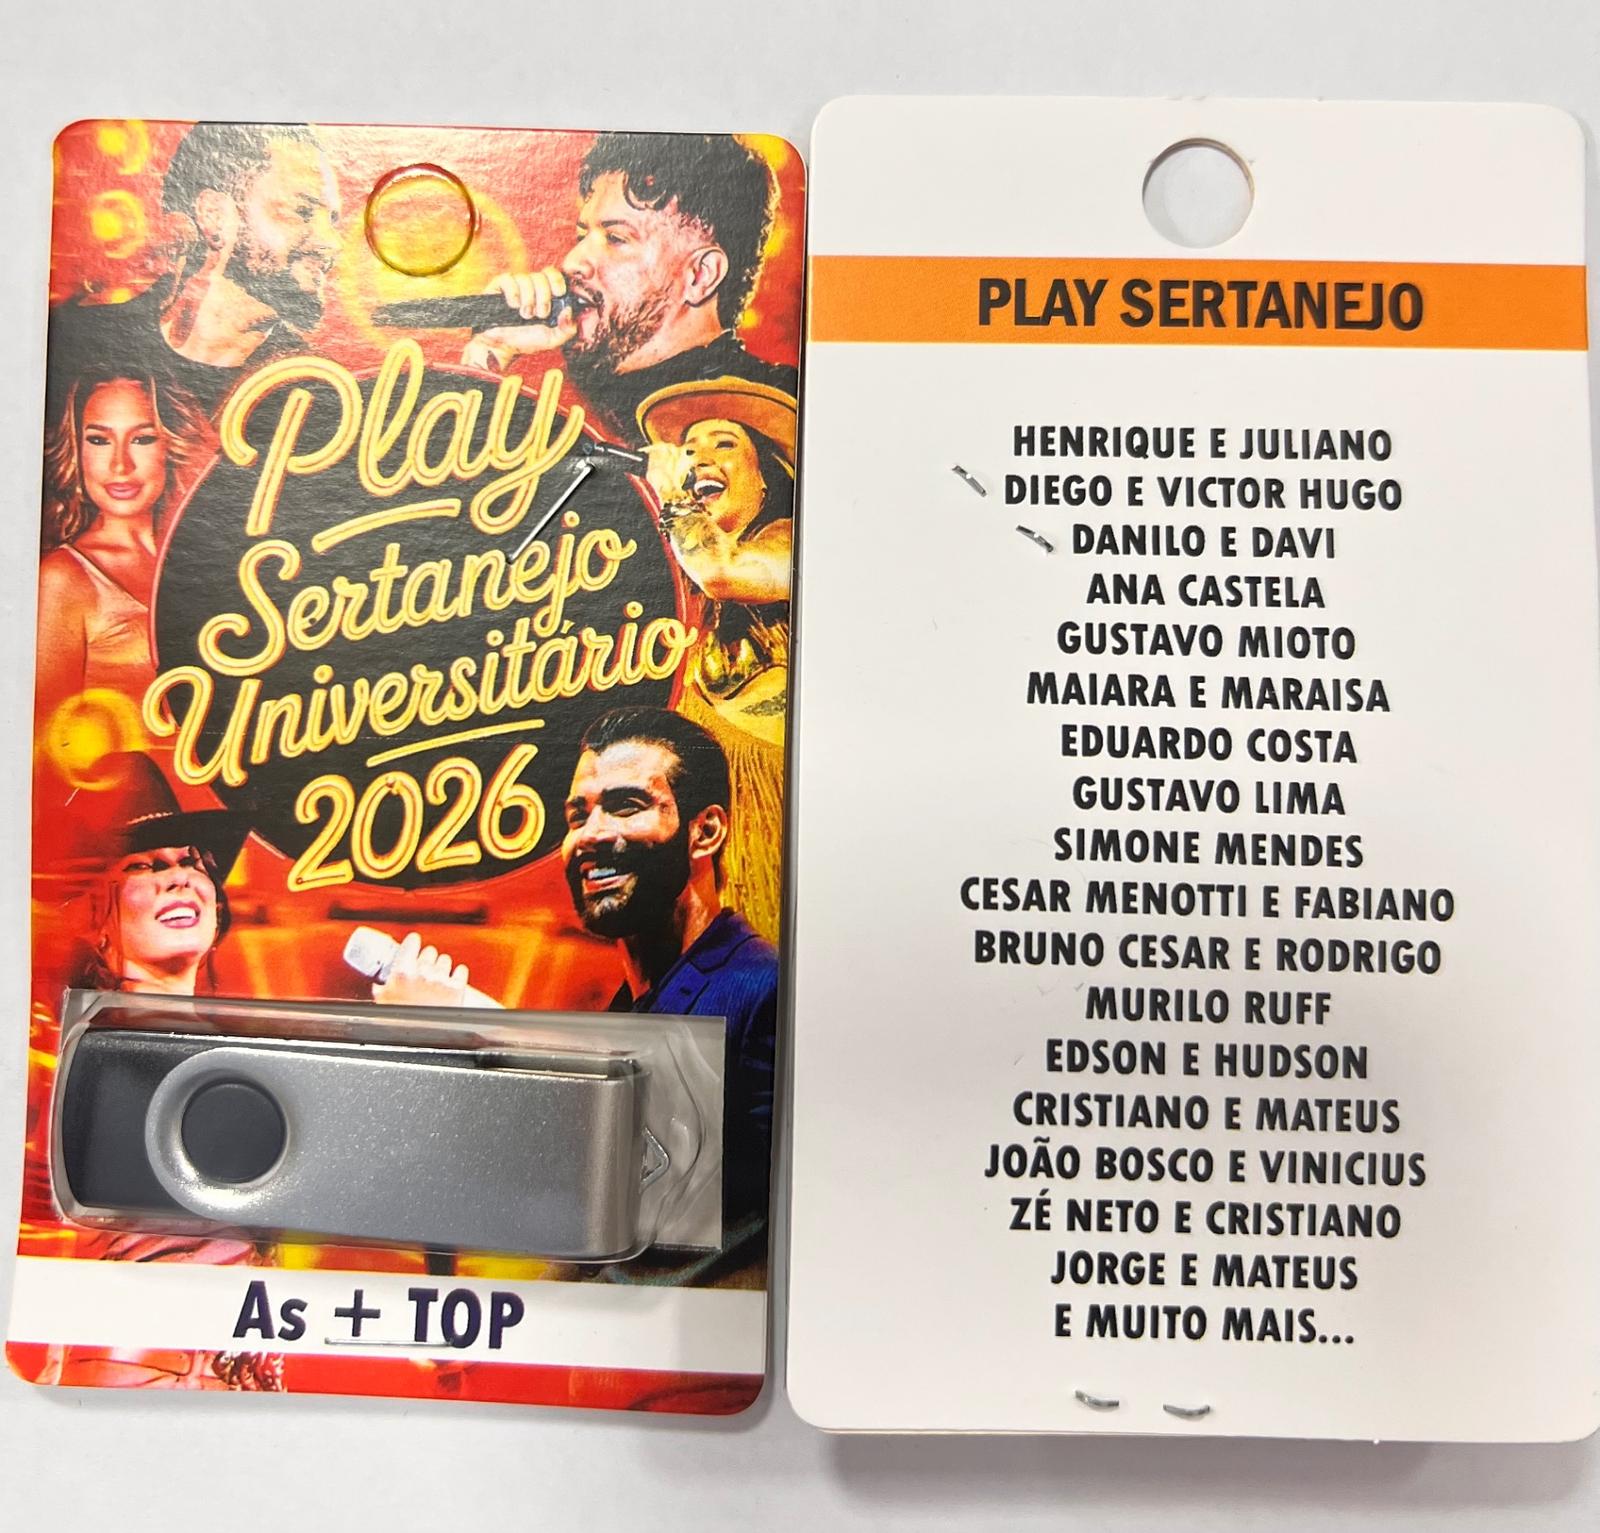 Play
Sertanejo
Universitário
2026
As + TOP
PLAY SERTANEJO
HENRIQUE E JULIANO
DIEGO E VICTOR HUGO
DANILO E DAVI
ANA CASTELA
GUSTAVO MIOTO
MAIARA E MARAISA
EDUARDO COSTA
GUSTAVO LIMA
SIMONE MENDES
CESAR MENOTTI E FABIANO
BRUNO CESAR E RODRIGO
MURILO RUFF
EDSON E HUDSON
CRISTIANO E MATEUS
JOÃO BOSCO E VINICIUS
ZÉ NETO E CRISTIANO
JORGE E MATEUS
E MUITO MAIS...